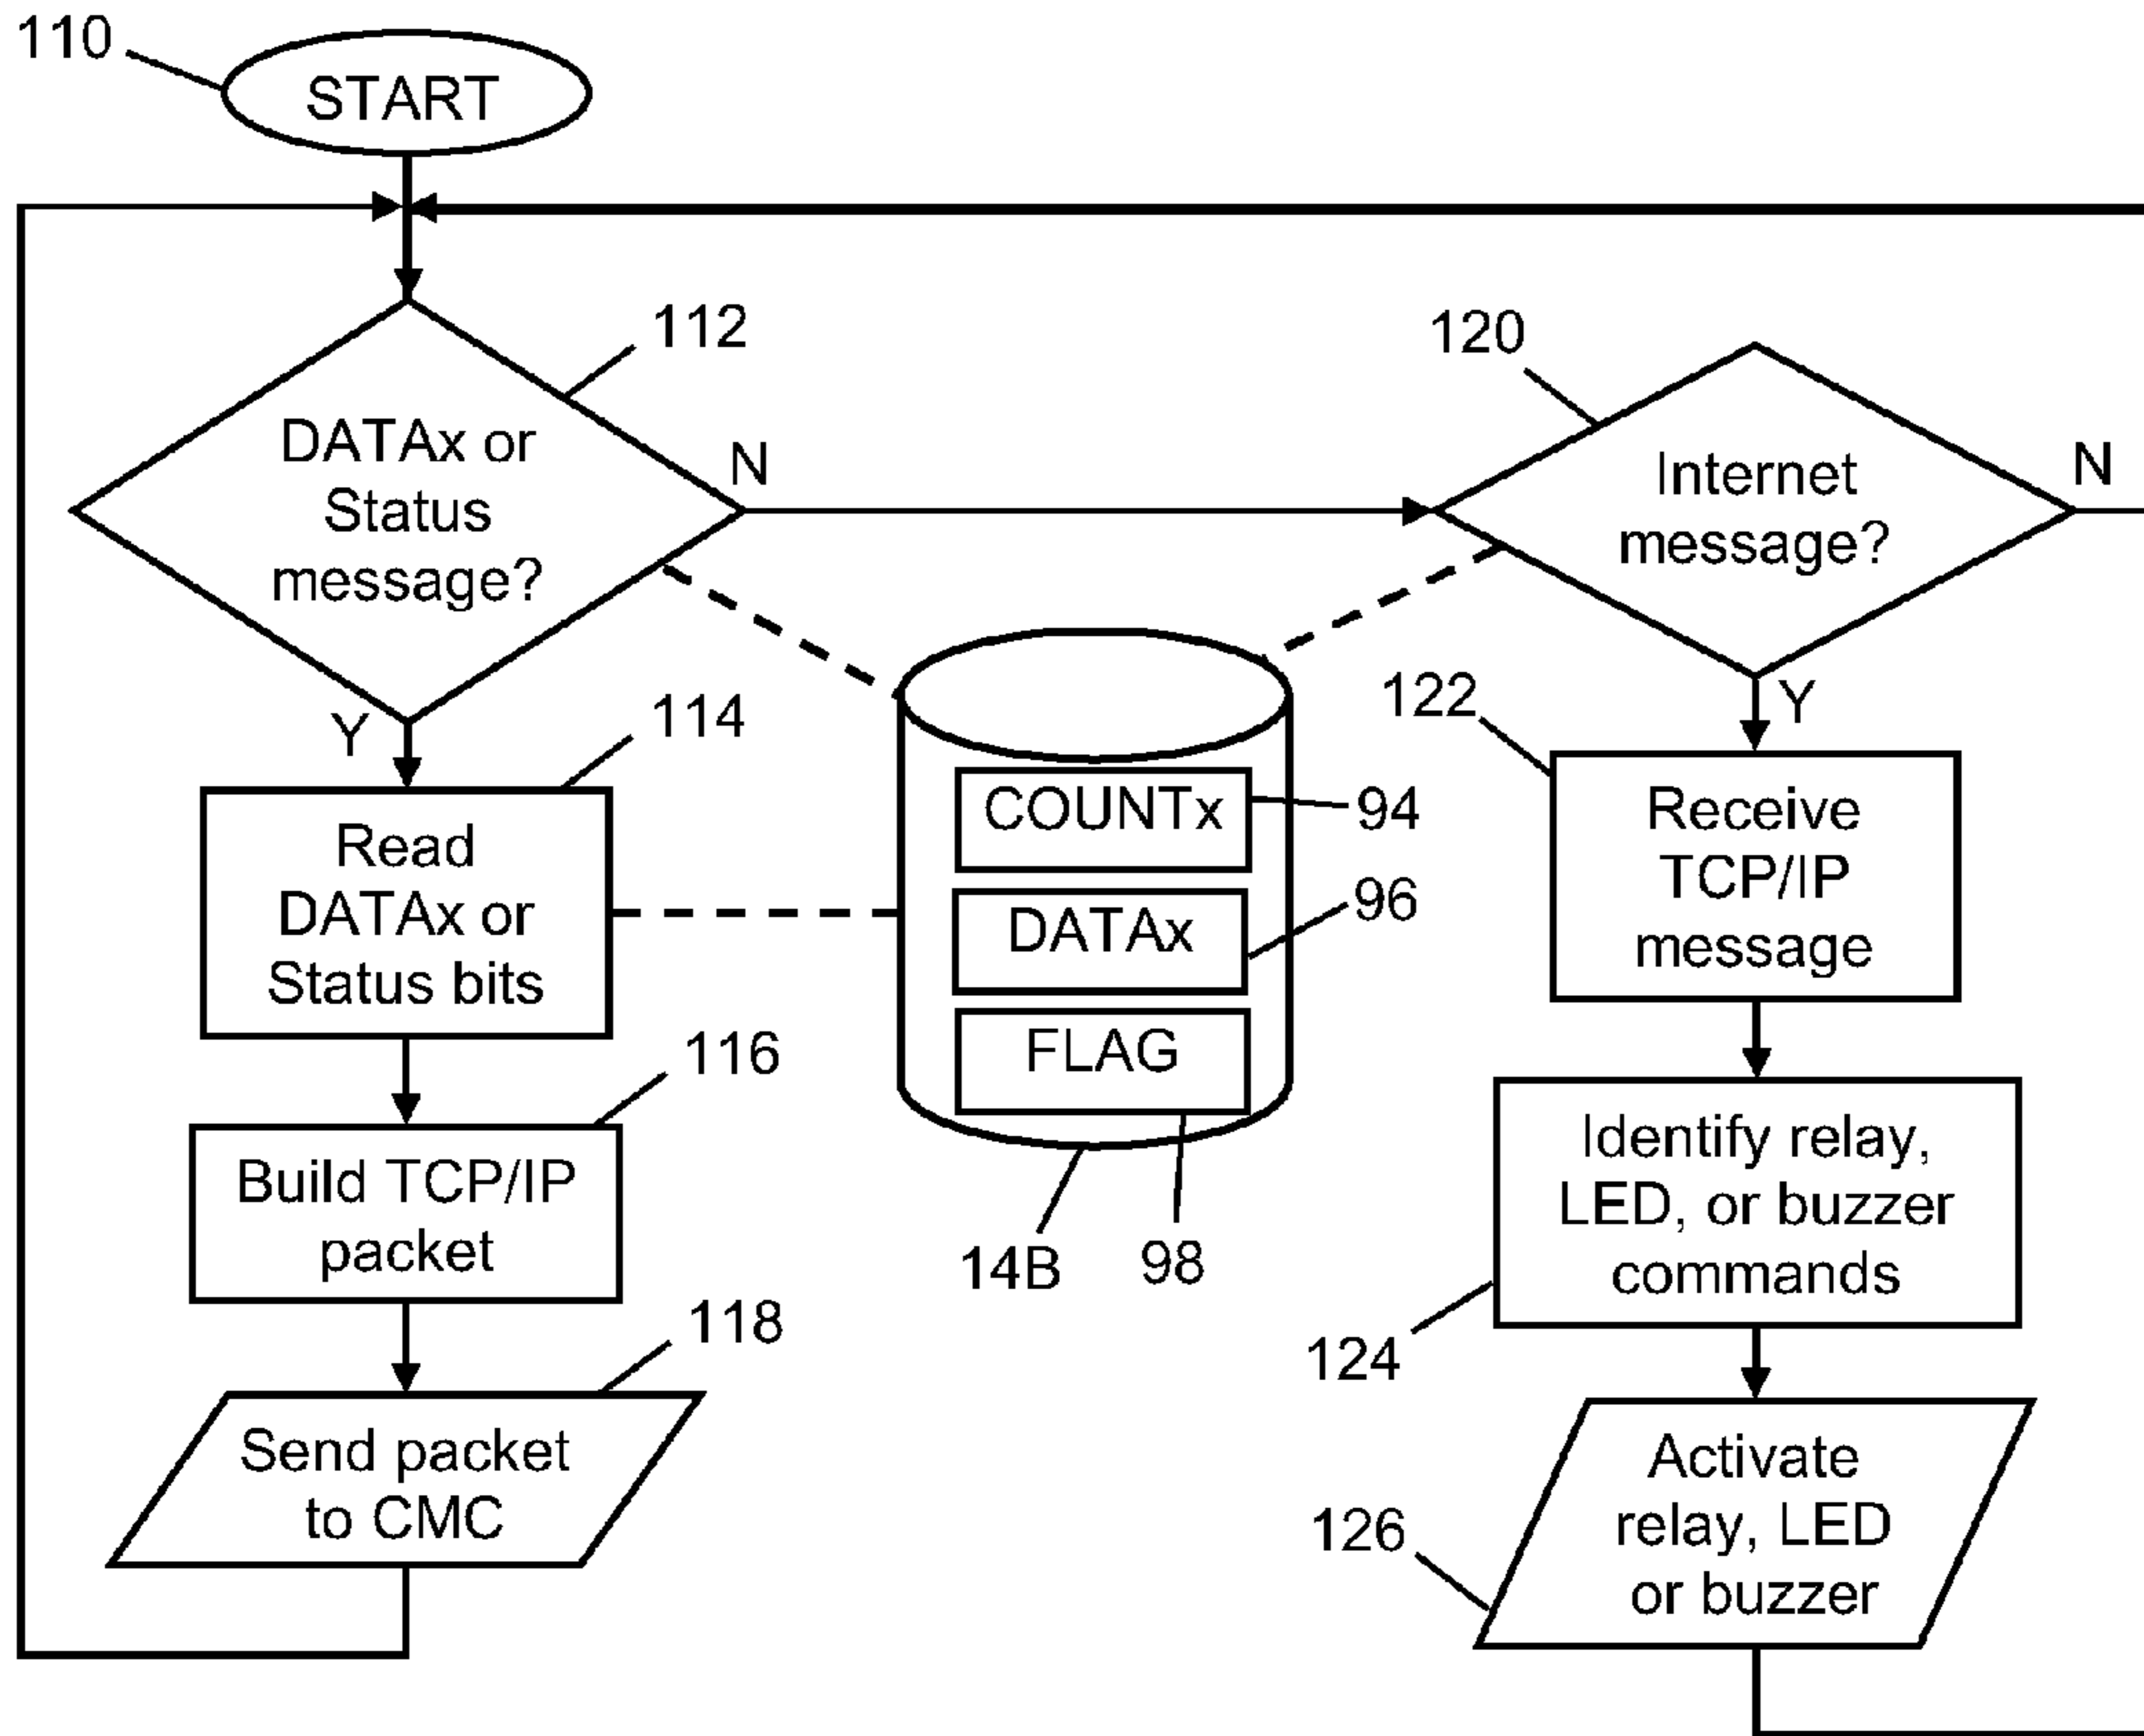 110
START
112
DATAx or
Status
message?
N
Y
114
Read
DATAx or
Status bits
116
Build TCP/IP
packet
118
Send packet
to CMC
COUNTx
94
DATAx
96
FLAG
98
14B
120
Internet
message?
N
Y
122
Receive
TCP/IP
message
124
Identify relay,
LED, or buzzer
commands
126
Activate
relay, LED
or buzzer